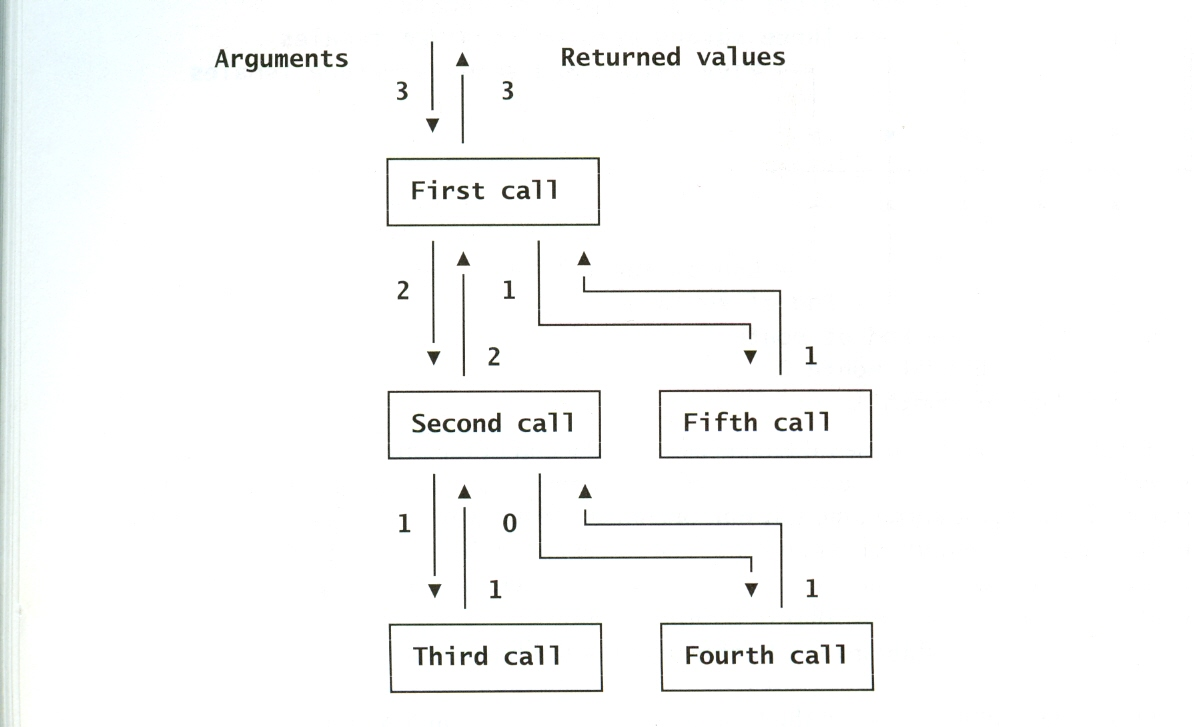 Arguments Returned values
3 3
First call
2 1
2 1
Second call Fifth call
1 0
1 1
Third call Fourth call